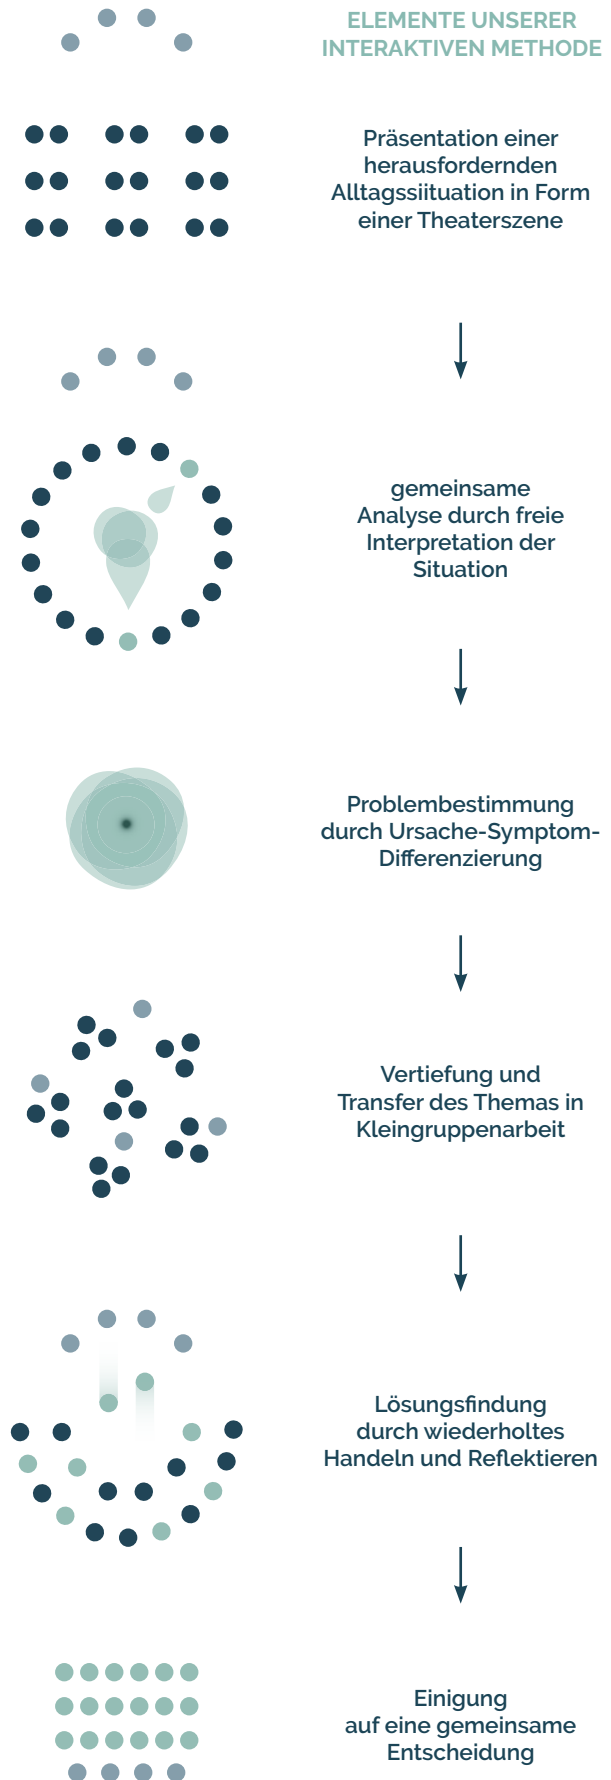 ELEMENTE UNSERER
INTERAKTIVEN METHODE
Präsentation einer
herausfordernden
Alltagssiituation in Form
einer Theaterszene
gemeinsame
Analyse durch freie
Interpretation der
Situation
Problembestimmung
durch Ursache-Symptom-
Differenzierung
Vertiefung und
Transfer des Themas in
Kleingruppenarbeit
Lösungsfindung
durch wiederholtes
Handeln und Reflektieren
Einigung
auf eine gemeinsame
Entscheidung